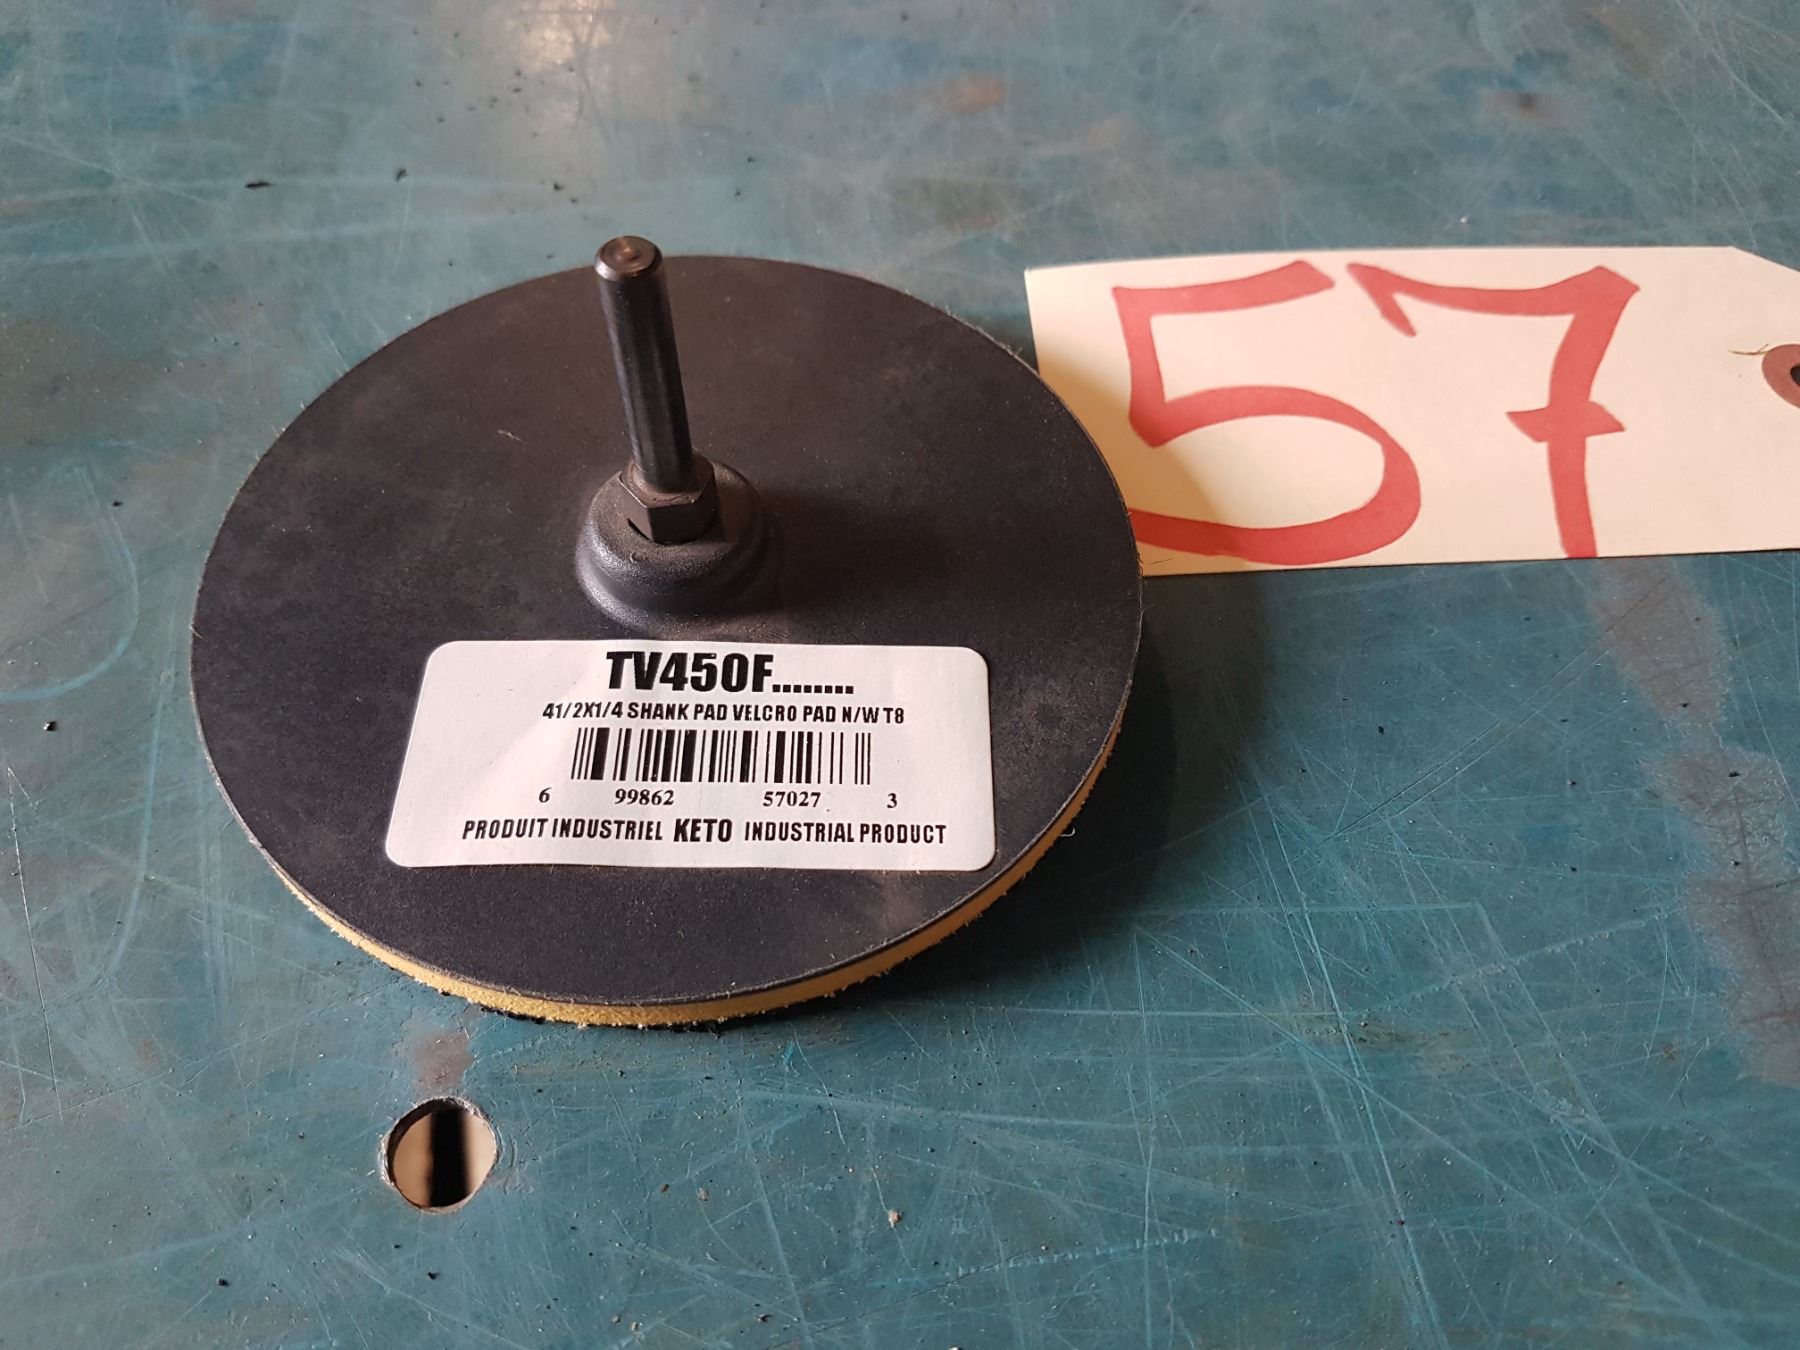 57
TV450F........
41/2X1/4 SHANK PAD VELCRO PAD N/W T8
6 99862 57027 3
PRODUIT INDUSTRIEL KETO INDUSTRIAL PRODUCT